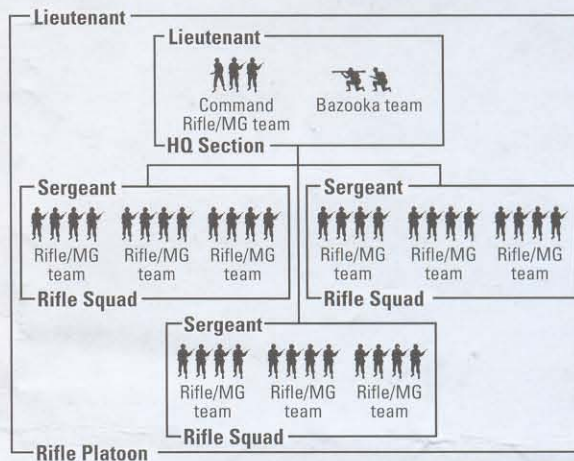 Lieutenant
Lieutenant
Command
Rifle/MG team
Bazooka team
HQ Section
Sergeant
Rifle/MG
team
Rifle/MG
team
Rifle/MG
team
Rifle Squad
Sergeant
Rifle/MG
team
Rifle/MG
team
Rifle/MG
team
Rifle Squad
Sergeant
Rifle/MG
team
Rifle/MG
team
Rifle/MG
team
Rifle Squad
Rifle Platoon